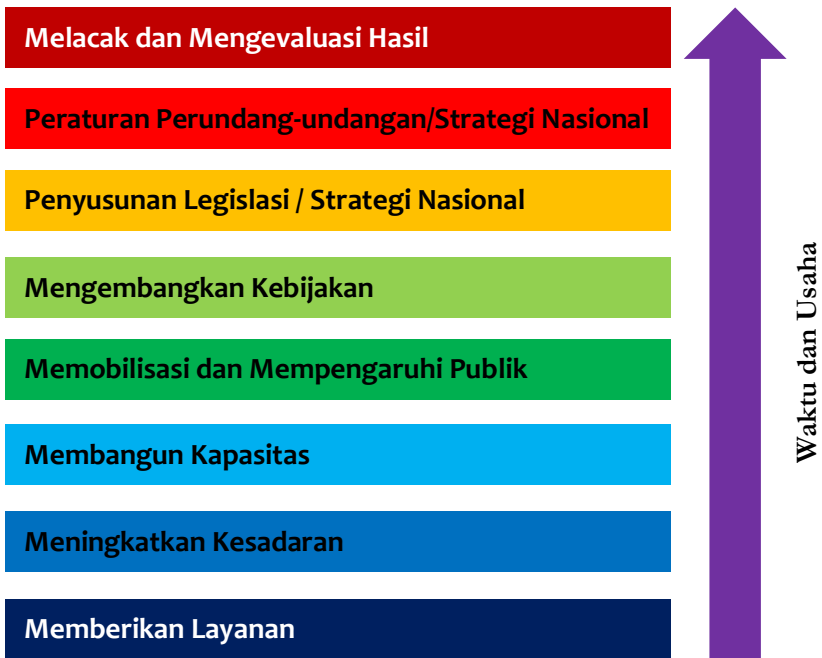 Melacak dan Mengevaluasi Hasil
Peraturan Perundang-undangan/Strategi Nasional
Penyusunan Legislasi / Strategi Nasional
Mengembangkan Kebijakan
Memobilisasi dan Mempengaruhi Publik
Membangun Kapasitas
Meningkatkan Kesadaran
Memberikan Layanan
Waktu dan Usaha